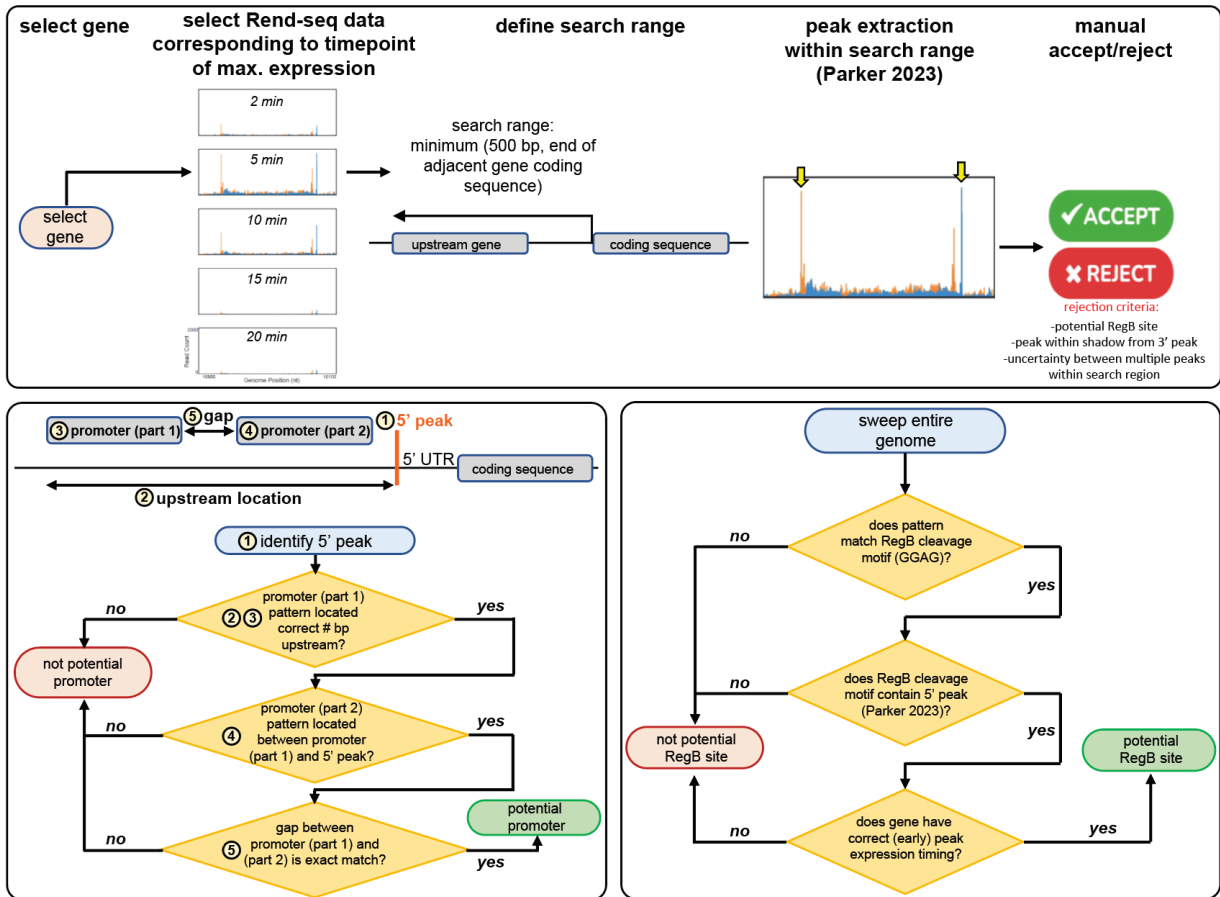 select gene
select Rend-seq data
corresponding to timepoint
of max. expression
define search range
peak extraction
within search range
(Parker 2023)
manual
accept/reject
select
gene
2 min
5 min
10 min
15 min
20 min
Read Count
0
Genome Position (nt)
search range:
minimum (500 bp, end of
adjacent gene coding
sequence)
upstream gene
coding sequence
ACCEPT
REJECT
rejection criteria:
-potential RegB site
-peak within shadow from 3' peak
-uncertainty between multiple peaks
within search region
5 gap
3 promoter (part 1)
4 promoter (part 2)
1 5' peak
5' UTR
coding sequence
2 upstream location
1 identify 5' peak
2 3
promoter (part 1)
pattern located
correct # bp
upstream?
no
yes
not potential
promoter
4
promoter (part 2)
pattern located
between promoter
(part 1) and 5' peak?
no
yes
5
gap between
promoter (part 1) and
(part 2) is exact match?
no
yes
potential
promoter
sweep entire
genome
does pattern
match RegB cleavage
motif (GGAG)?
no
yes
does RegB cleavage
motif contain 5' peak
(Parker 2023)?
no
yes
not potential
RegB site
potential
RegB site
does gene have
correct (early) peak
expression timing?
no
yes